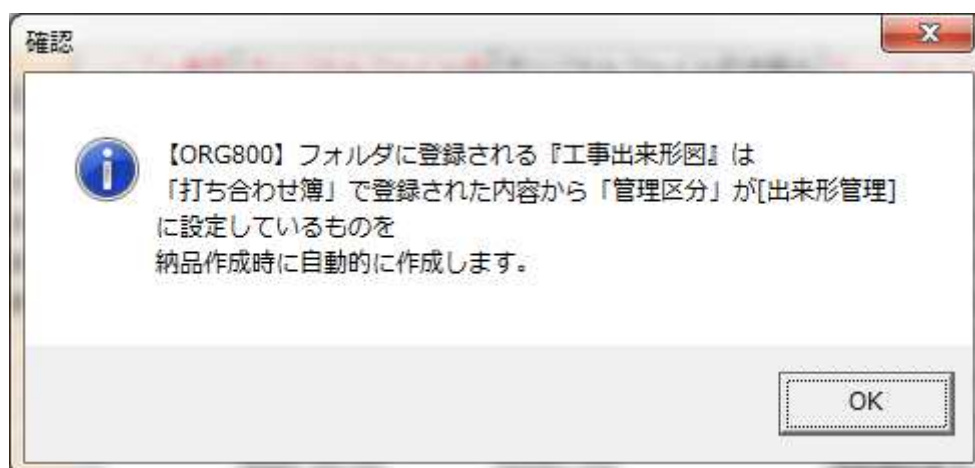 確認
【ORG800】フォルダに登録される『工事出来形図』は
「打ち合わせ簿」で登録された内容から「管理区分」が[出来形管理]
に設定しているものを
納品作成時に自動的に作成します。
OK